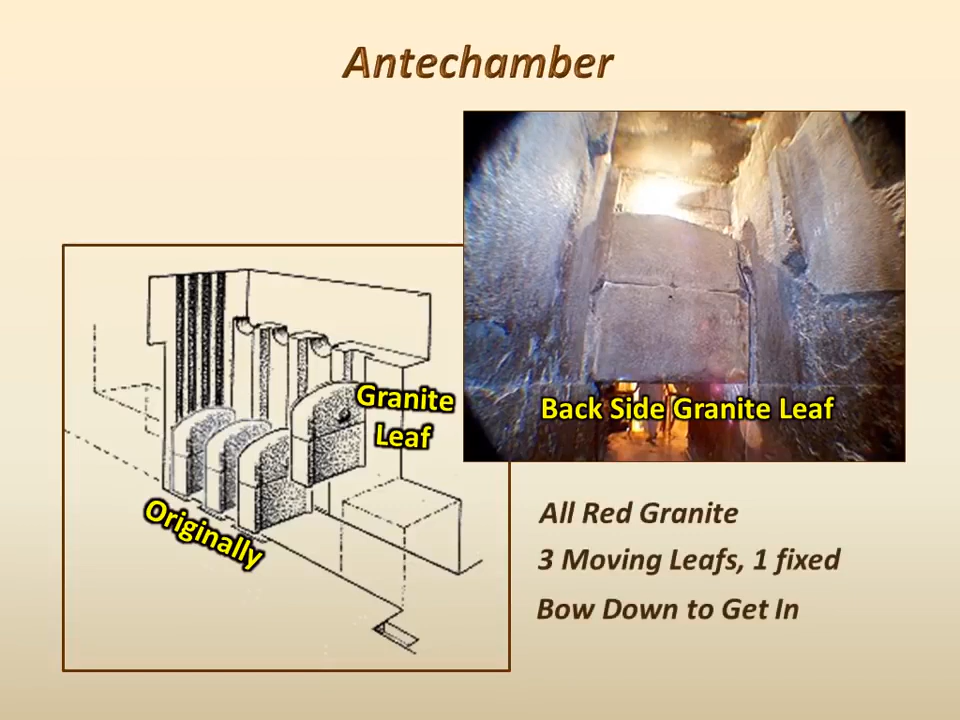 Antechamber
Granite
Leaf
Originally
Back Side Granite Leaf
All Red Granite
3 Moving Leafs, 1 fixed
Bow Down to Get In